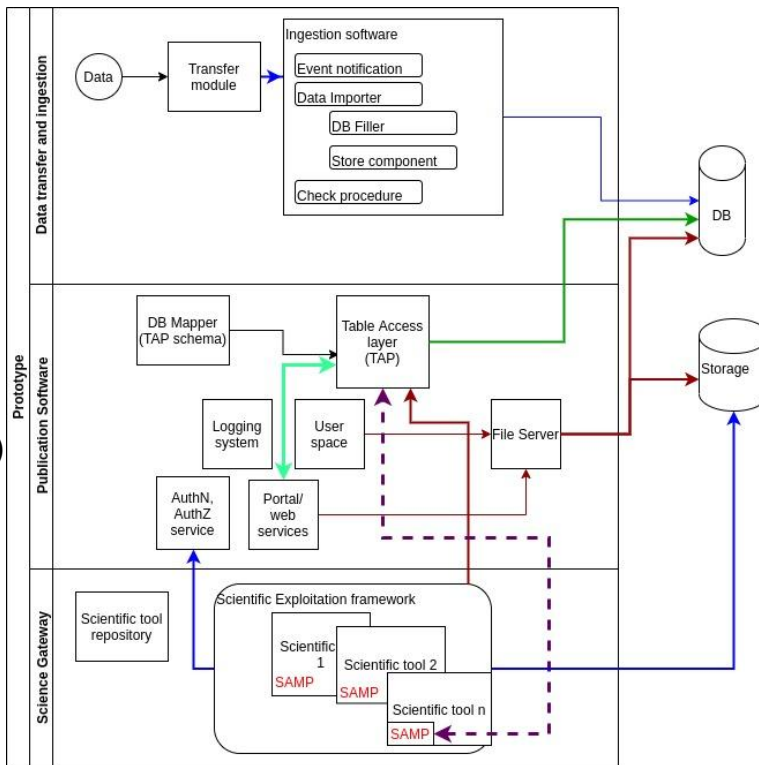 Prototype
Data transfer and ingestion
Data
Transfer
module
Ingestion software
Event notification
Data Importer
DB Filler
Store component
Check procedure
DB
Publication Software
DB Mapper
(TAP schema)
Table Access
layer
(TAP)
Storage
Logging
system
User
space
File Server
AuthN,
AuthZ
service
Portal/
web
services
)
Science Gateway
Scientific tool
repository
Scientific Exploitation framework
Scientific
1
SAMP
Scientific tool 2
SAMP
Scientific tool n
SAMP